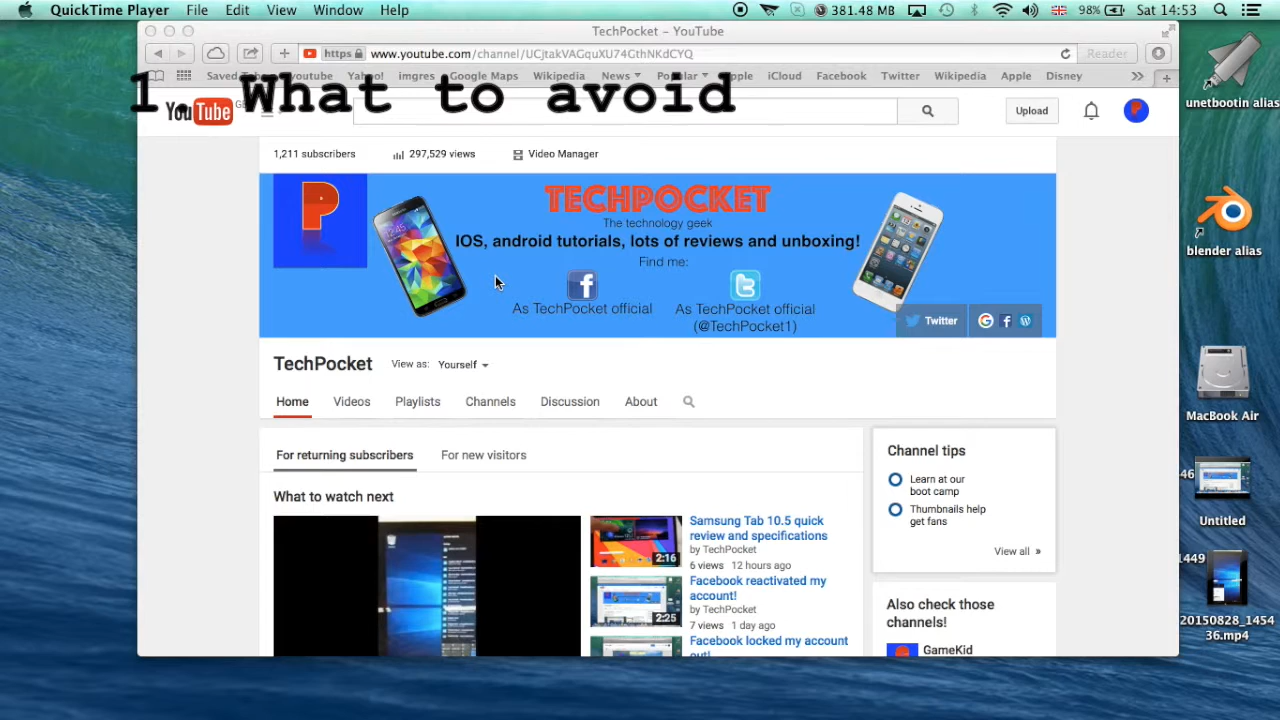 QuickTime Player File Edit View Window Help 381.48 MB 98% Sat 14:53
TechPocket – YouTube
https www.youtube.com/channel/UCjtakVAGquXU74GthNKdCYQ Reader
youtube Yahoo! imgres Google Maps Wikipedia News Popular Apple iCloud Facebook Twitter Wikipedia Apple Disney
1. What to avoid
YouTube Upload
1,211 subscribers 297,529 views Video Manager
TECHPOCKET
The technology geek
IOS, android tutorials, lots of reviews and unboxing!
Find me:
As TechPocket official
As TechPocket official
(@TechPocket1)
Twitter
TechPocket View as: Yourself
Home Videos Playlists Channels Discussion About
For returning subscribers For new visitors
What to watch next
Samsung Tab 10.5 quick
review and specifications
by TechPocket
6 views 12 hours ago
2:16
Facebook reactivated my
account!
by TechPocket
7 views 1 day ago
2:25
Facebook locked my account
out!
Channel tips
Learn at our
boot camp
Thumbnails help
get fans
View all »
Also check those
channels!
GameKid
unetbootin alias
blender alias
MacBook Air
Untitled
20150828_1454
36.mp4